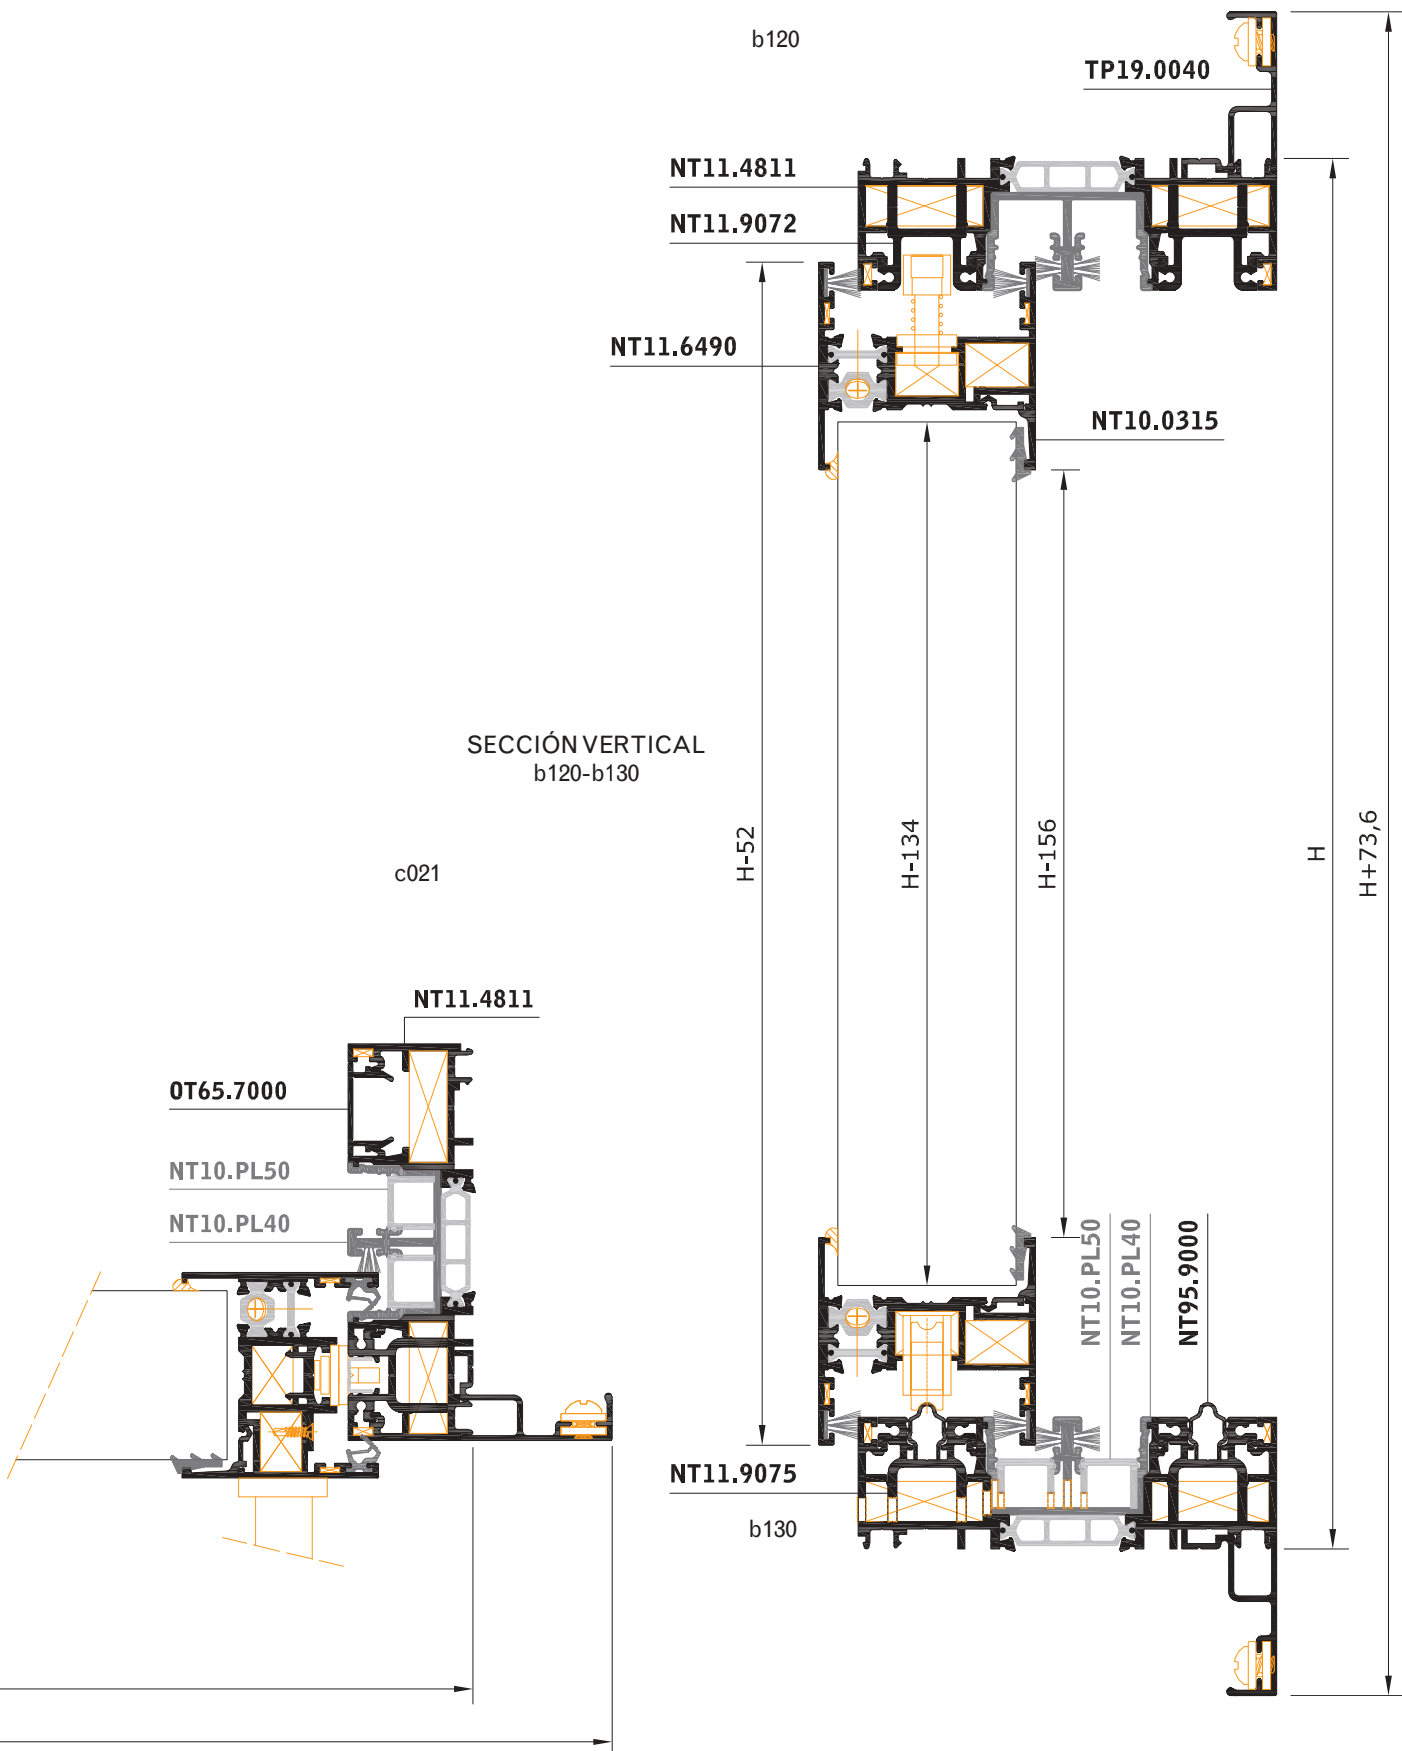 b120
TP19.0040
NT11.4811
NT11.9072
NT11.6490
NT10.0315
SECCIÓN VERTICAL
b120-b130
H-52
H-134
H-156
H
H+73,6
c021
NT11.4811
OT65.7000
NT10.PL50
NT10.PL40
NT10.PL50
NT10.PL40
NT95.9000
NT11.9075
b130